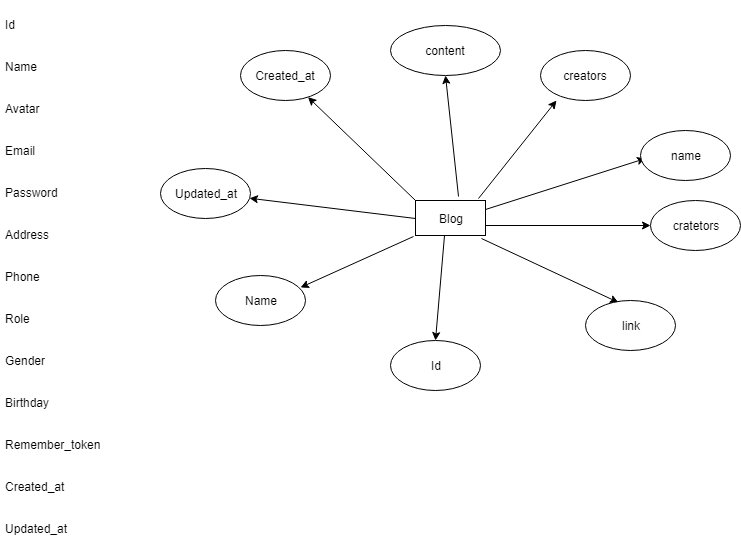 Id
Name
Avatar
Email
Password
Address
Phone
Role
Gender
Birthday
Remember_token
Created_at
Updated_at
content
Created_at
creators
name
Updated_at
Blog
cratetors
Name
link
Id